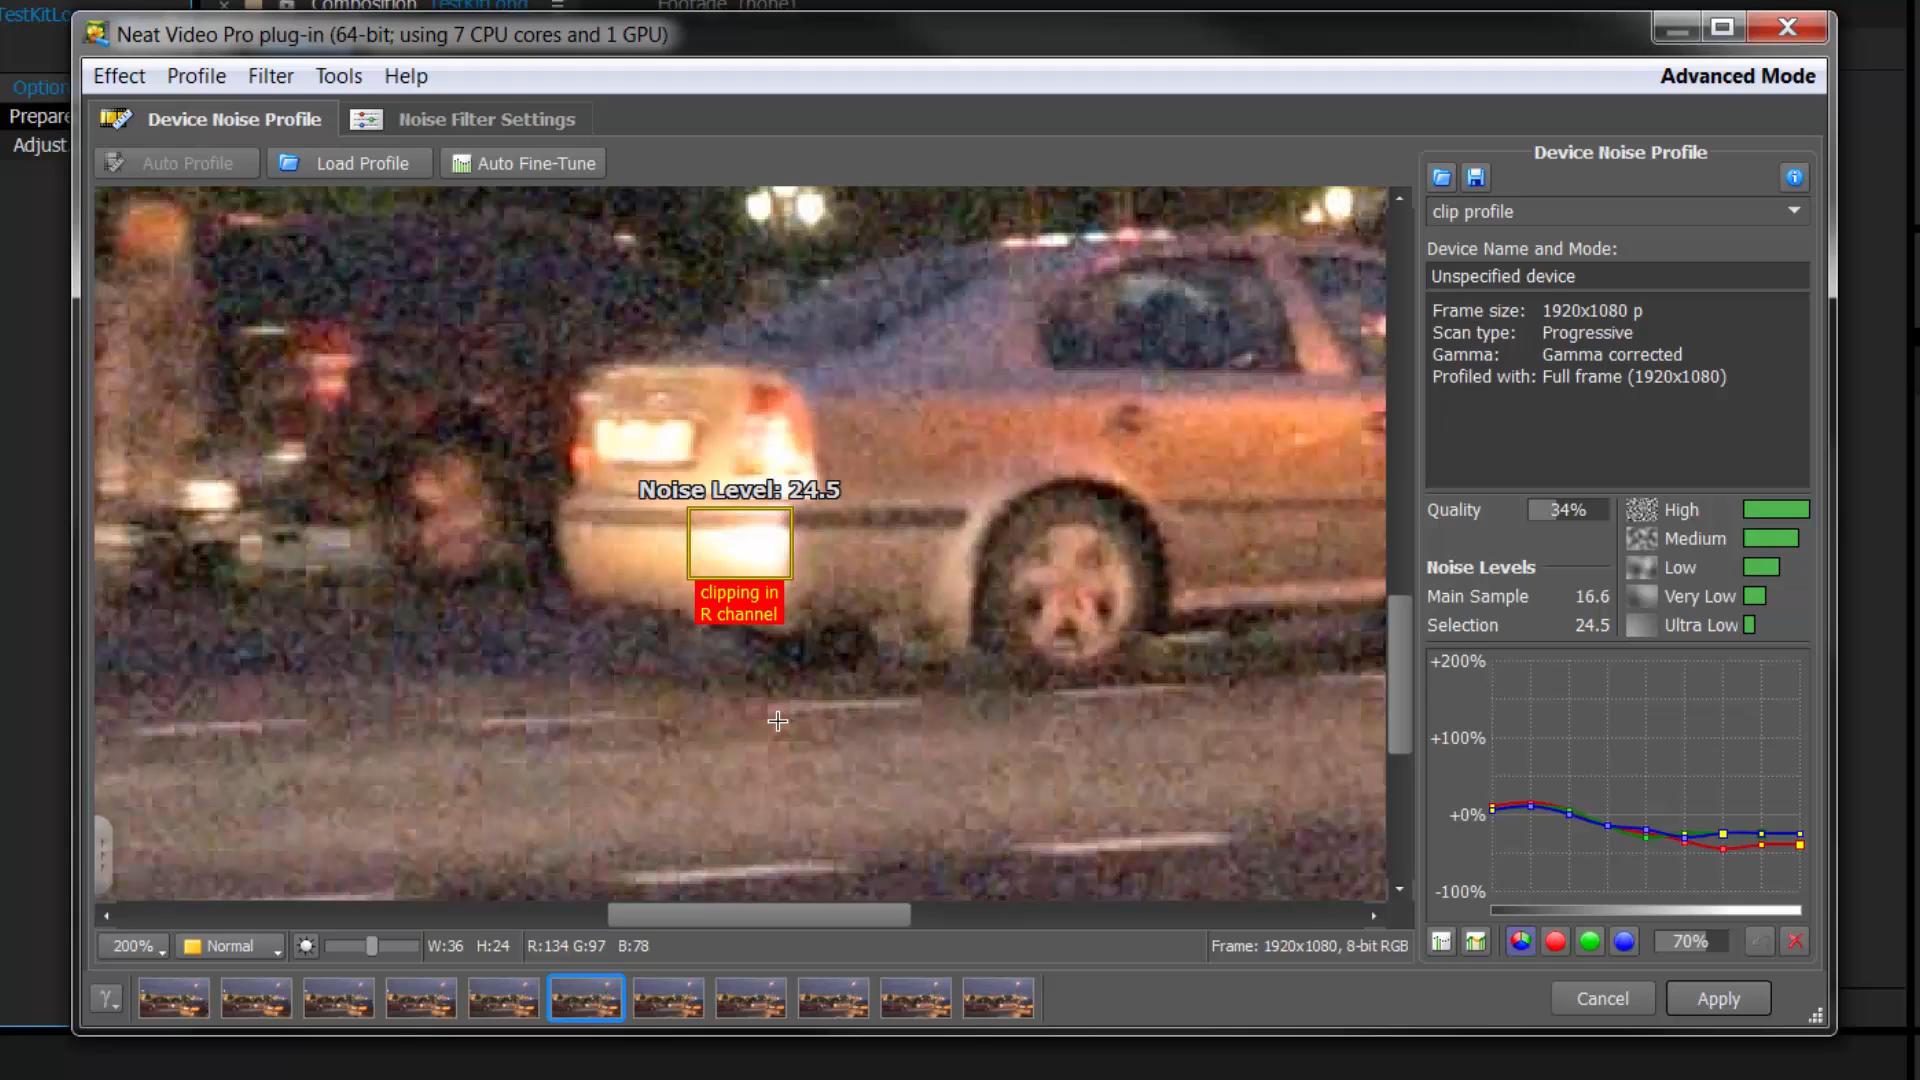 TestKitLo
Composition TestKitLong
Footage (none)
Neat Video Pro plug-in (64-bit; using 7 CPU cores and 1 GPU)
Effect Profile Filter Tools Help
Advanced Mode
Option
Prepare
Adjust
Device Noise Profile
Noise Filter Settings
Auto Profile
Load Profile
Auto Fine-Tune
Noise Level: 24.5
clipping in
R channel
Device Noise Profile
clip profile
Device Name and Mode:
Unspecified device
Frame size: 1920x1080 p
Scan type: Progressive
Gamma: Gamma corrected
Profiled with: Full frame (1920x1080)
Quality 34%
High
Medium
Noise Levels
Low
Main Sample 16.6
Very Low
Selection 24.5
Ultra Low
+200%
+100%
+0%
-100%
70%
200%
Normal
W:36 H:24
R:134 G:97 B:78
Frame: 1920x1080, 8-bit RGB
γ
Cancel
Apply